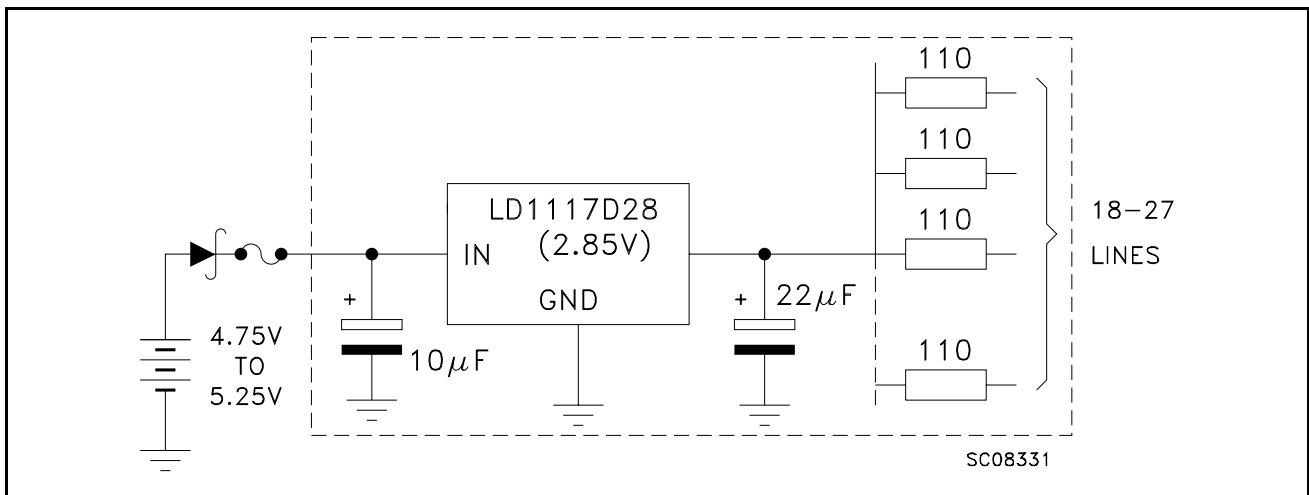 110
110
110
110
18-27
LINES
LD1117D28
(2.85V)
IN
GND
+
10μF
+
22μF
4.75V
TO
5.25V
SC08331